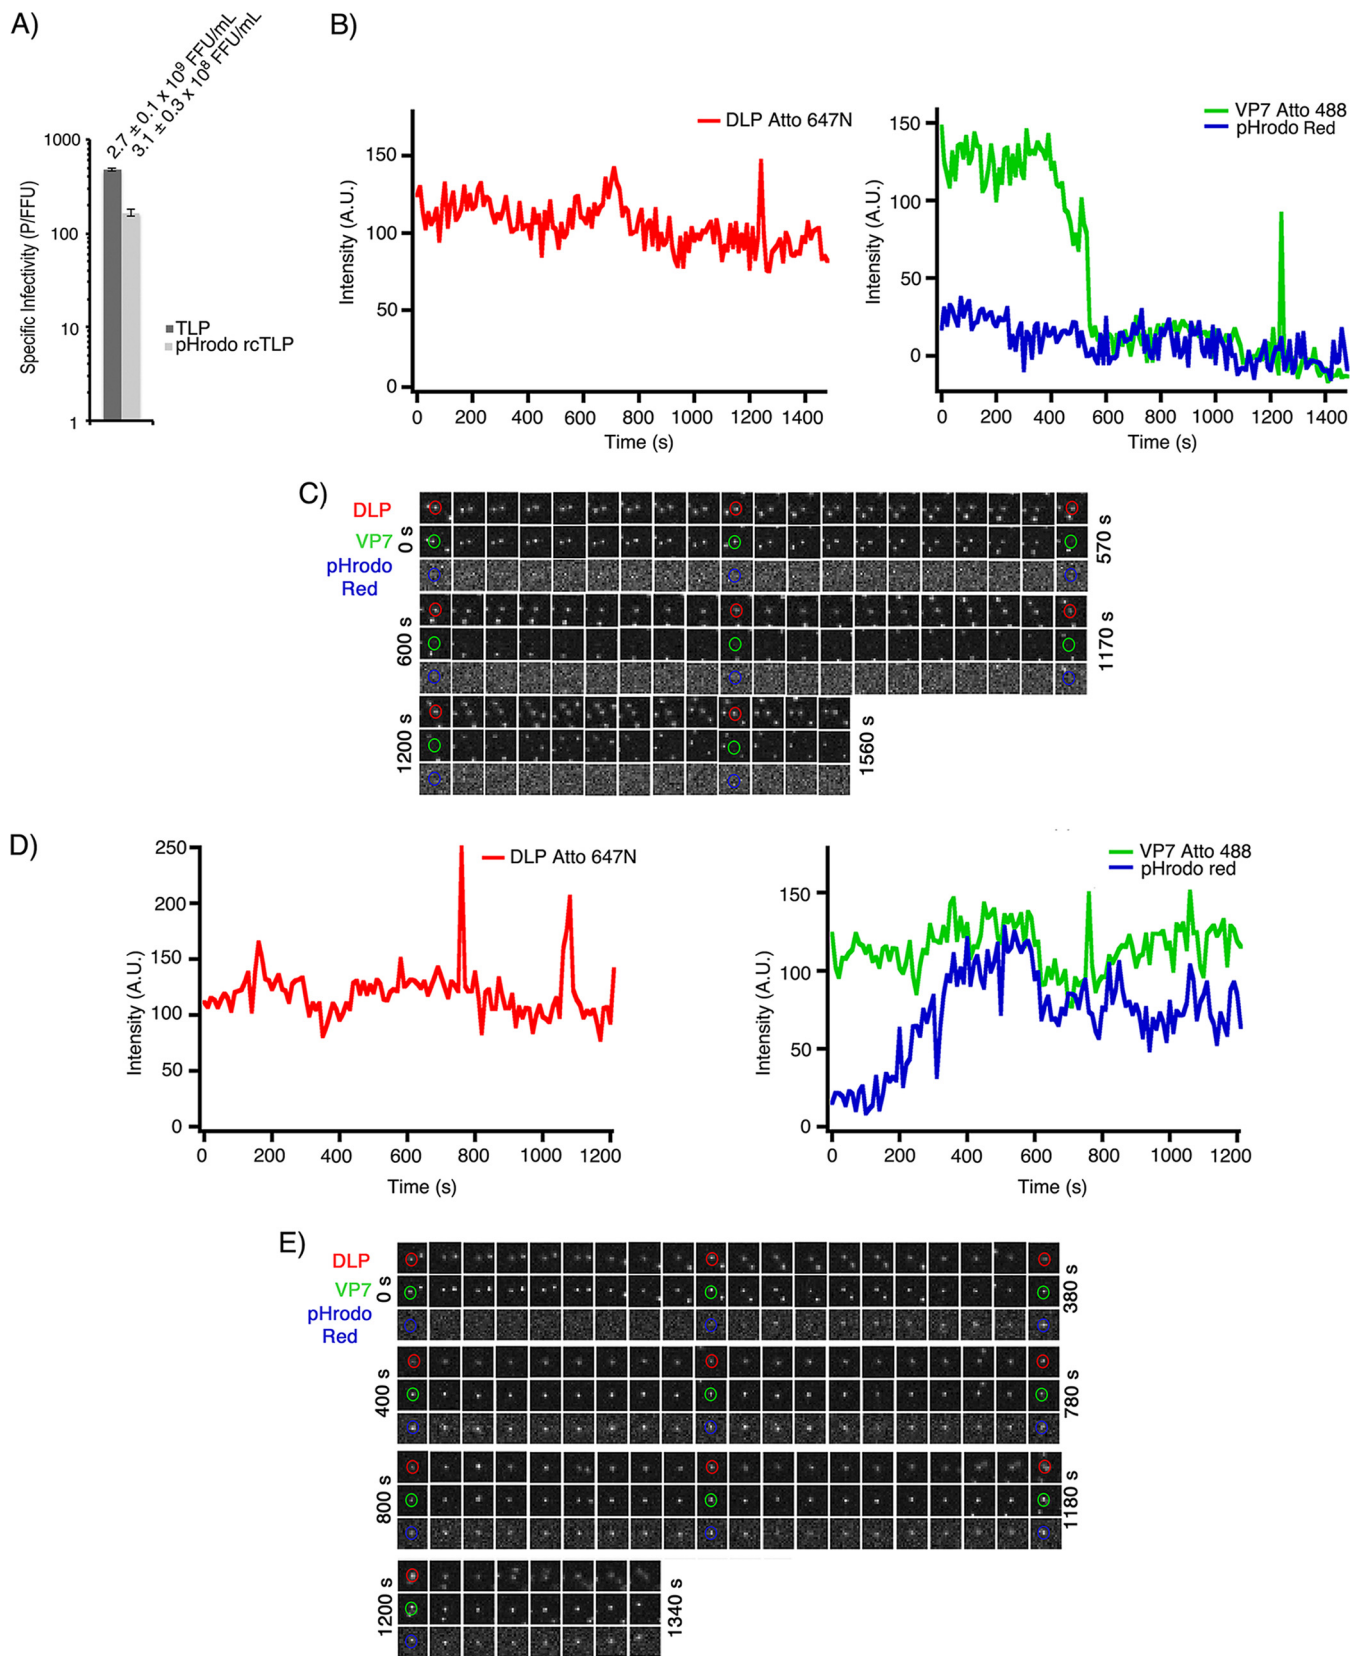 A)
2.7 ± 0.1 x 10⁹ FFU/mL
3.1 ± 0.3 x 10⁸ FFU/mL
Specific Infectivity (P/FFU)
1000
100
10
1
TLP
pHrodo rcTLP
B)
DLP Atto 647N
Intensity (A.U.)
150
100
50
0
0 200 400 600 800 1000 1200 1400
Time (s)
VP7 Atto 488
pHrodo Red
Intensity (A.U.)
150
100
50
0
0 200 400 600 800 1000 1200 1400
Time (s)
C)
DLP
VP7
pHrodo
Red
0 s
570 s
600 s
1170 s
1200 s
1560 s
D)
DLP Atto 647N
Intensity (A.U.)
250
200
150
100
50
0
0 200 400 600 800 1000 1200
Time (s)
VP7 Atto 488
pHrodo red
Intensity (A.U.)
150
100
50
0
0 200 400 600 800 1000 1200
Time (s)
E)
DLP
VP7
pHrodo
Red
0 s
380 s
400 s
780 s
800 s
1180 s
1200 s
1340 s